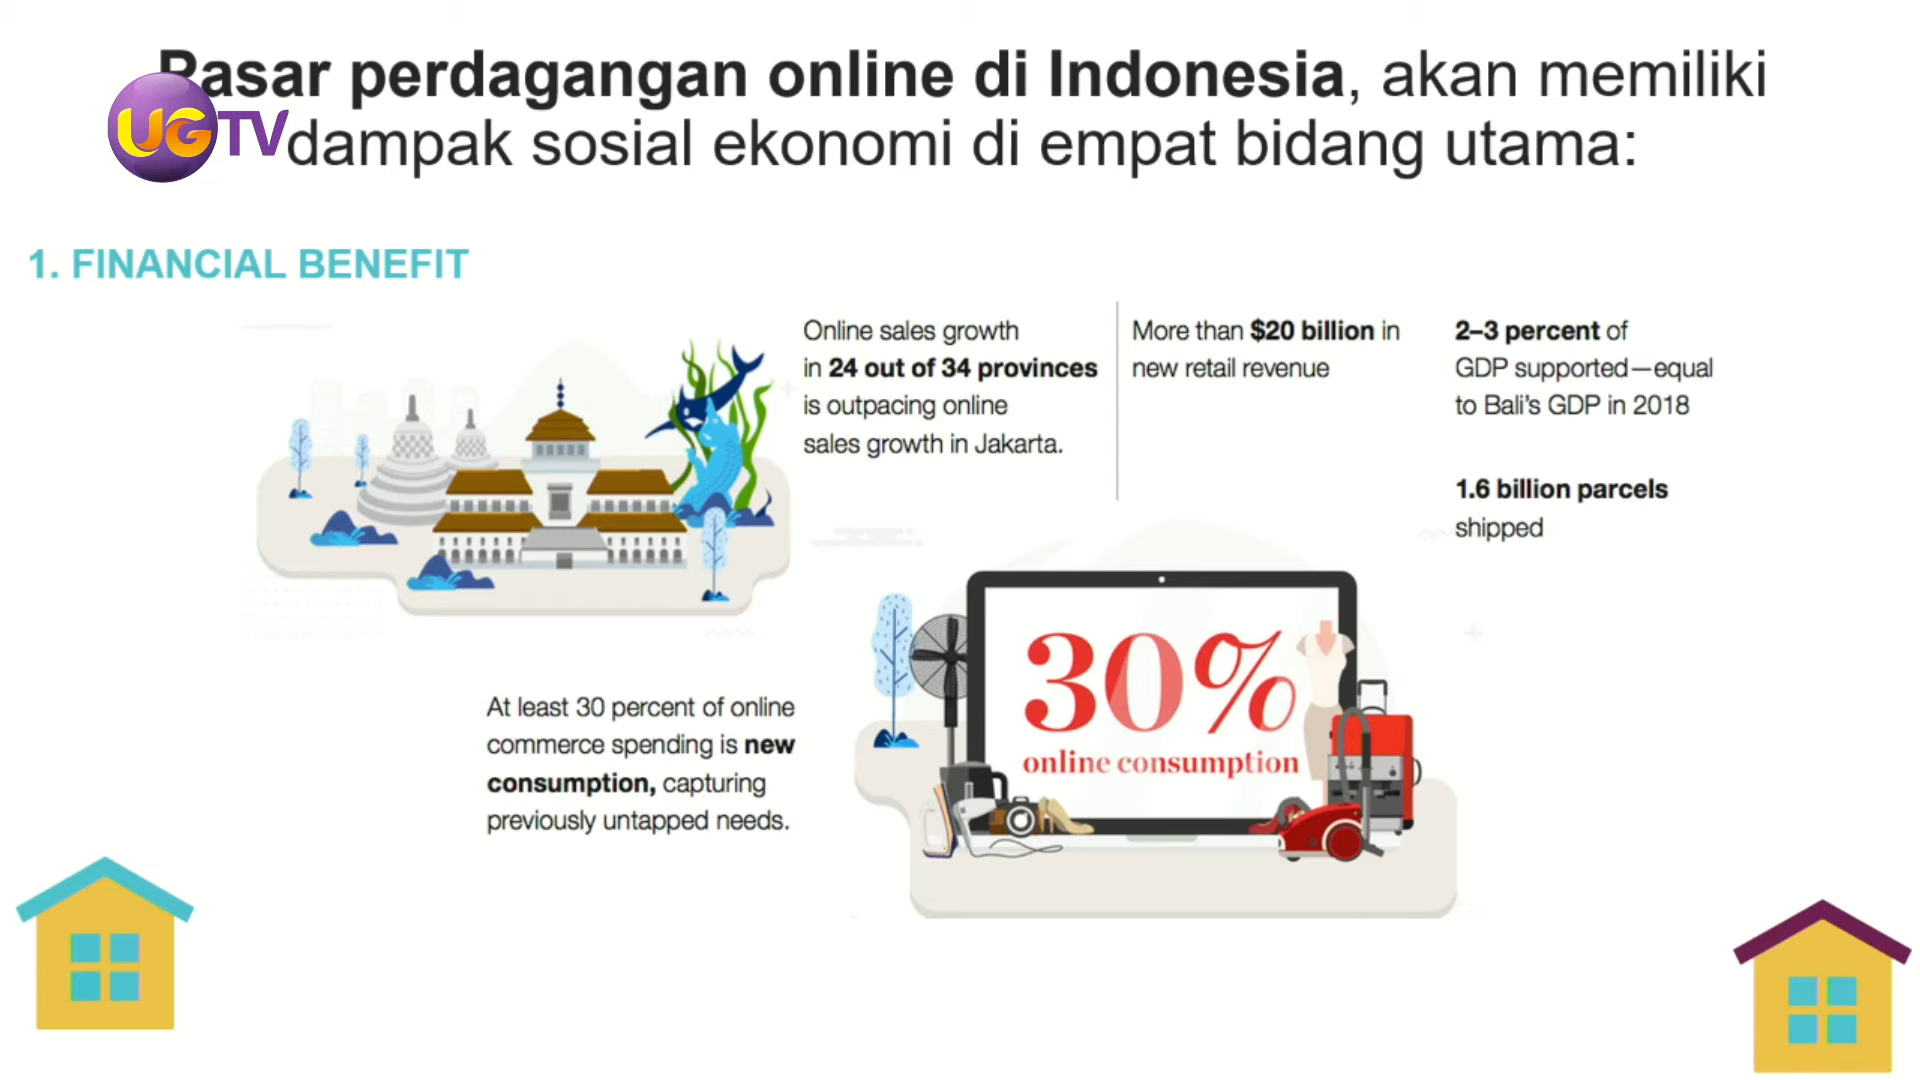 Pasar perdagangan online di Indonesia, akan memiliki
dampak sosial ekonomi di empat bidang utama:
UGTV
1. FINANCIAL BENEFIT
Online sales growth
in 24 out of 34 provinces
is outpacing online
sales growth in Jakarta.
More than $20 billion in
new retail revenue
2–3 percent of
GDP supported—equal
to Bali’s GDP in 2018
1.6 billion parcels
shipped
At least 30 percent of online
commerce spending is new
consumption, capturing
previously untapped needs.
30%
online consumption